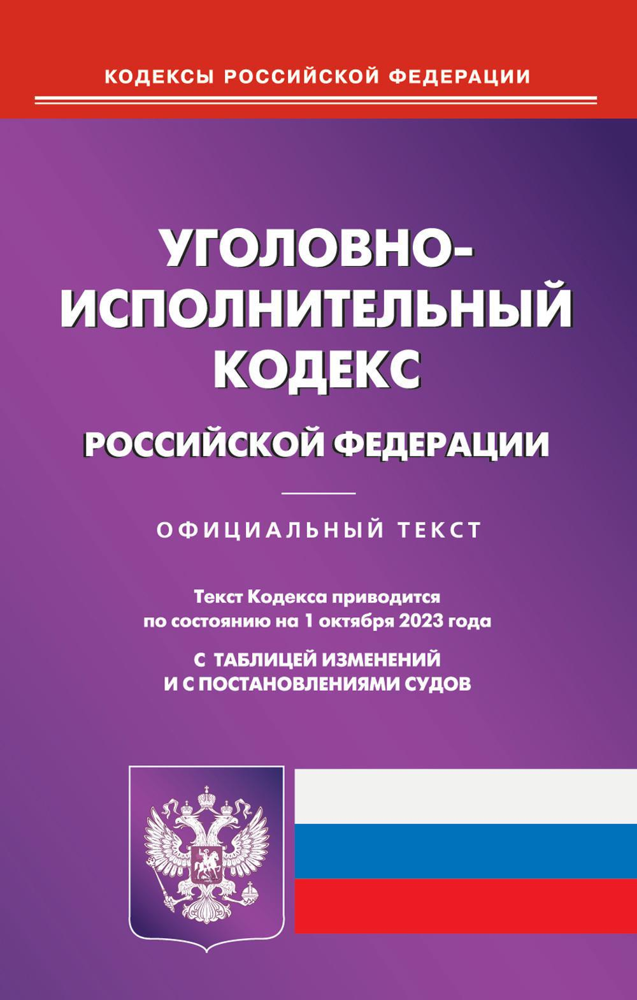 КОДЕКСЫ РОССИЙСКОЙ ФЕДЕРАЦИИ
УГОЛОВНО-
ИСПОЛНИТЕЛЬНЫЙ
КОДЕКС
РОССИЙСКОЙ ФЕДЕРАЦИИ
ОФИЦИАЛЬНЫЙ ТЕКСТ
Текст Кодекса приводится
по состоянию на 1 октября 2023 года
С ТАБЛИЦЕЙ ИЗМЕНЕНИЙ
И С ПОСТАНОВЛЕНИЯМИ СУДОВ